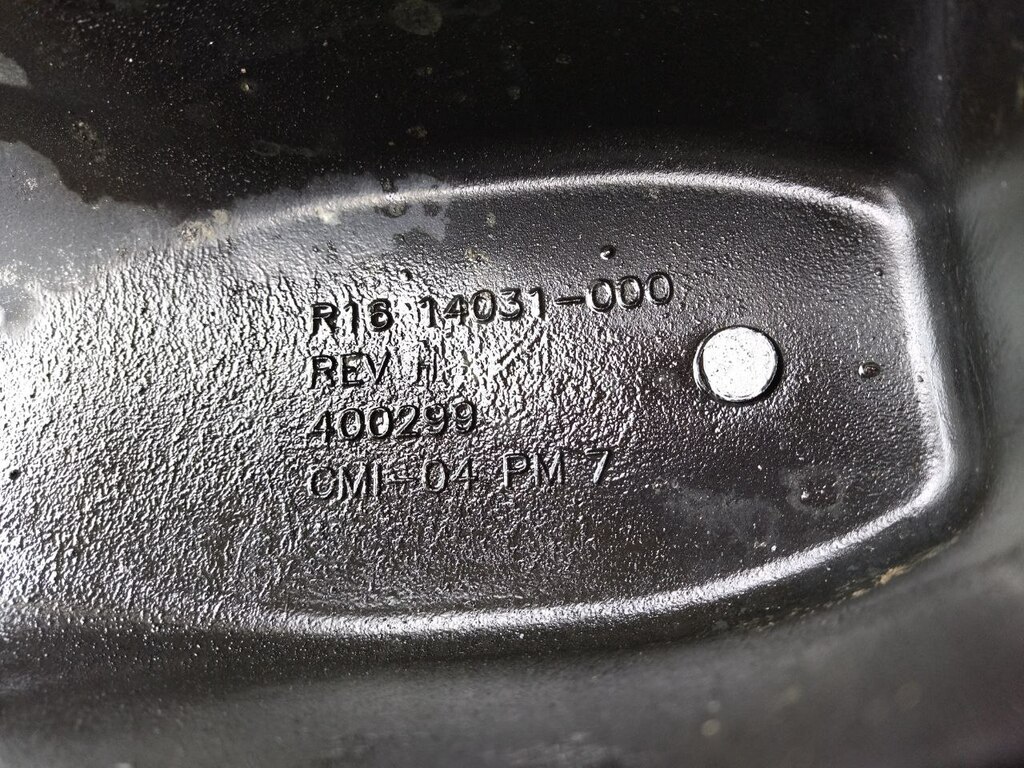 R16 14031-000
REV H
400299
CMI-04 PM 7